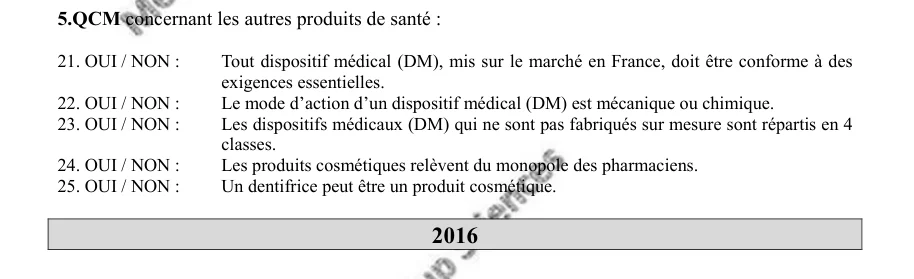 5.QCM concernant les autres produits de santé :
21. OUI / NON : Tout dispositif médical (DM), mis sur le marché en France, doit être conforme à des
exigences essentielles.
22. OUI / NON : Le mode d'action d'un dispositif médical (DM) est mécanique ou chimique.
23. OUI / NON : Les dispositifs médicaux (DM) qui ne sont pas fabriqués sur mesure sont répartis en 4
classes.
24. OUI / NON : Les produits cosmétiques relèvent du monopole des pharmaciens.
25. OUI / NON : Un dentifrice peut être un produit cosmétique.
2016